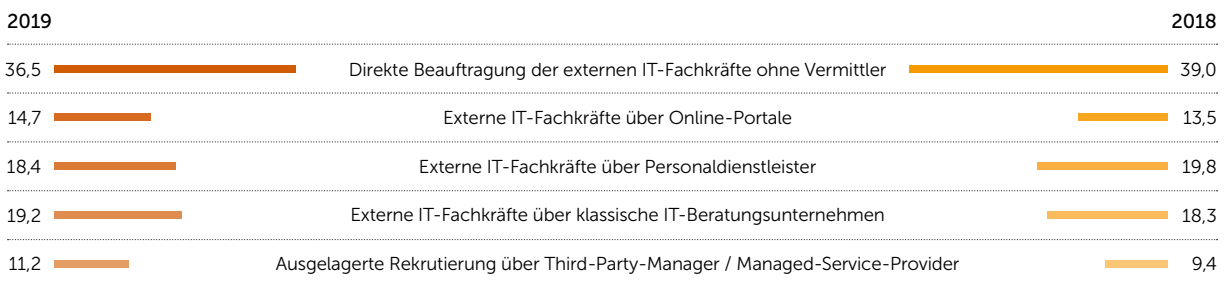 2019 2018
36,5 Direkte Beauftragung der externen IT-Fachkräfte ohne Vermittler 39,0
14,7 Externe IT-Fachkräfte über Online-Portale 13,5
18,4 Externe IT-Fachkräfte über Personaldienstleister 19,8
19,2 Externe IT-Fachkräfte über klassische IT-Beratungsunternehmen 18,3
11,2 Ausgelagerte Rekrutierung über Third-Party-Manager / Managed-Service-Provider 9,4